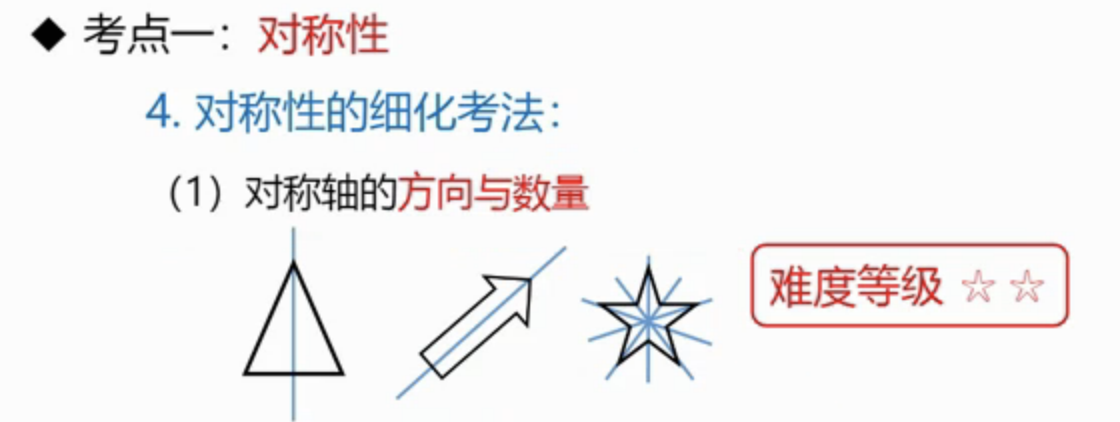 ◆ 考点一：对称性
4. 对称性的细化考法：
（1）对称轴的方向与数量
难度等级 ☆ ☆